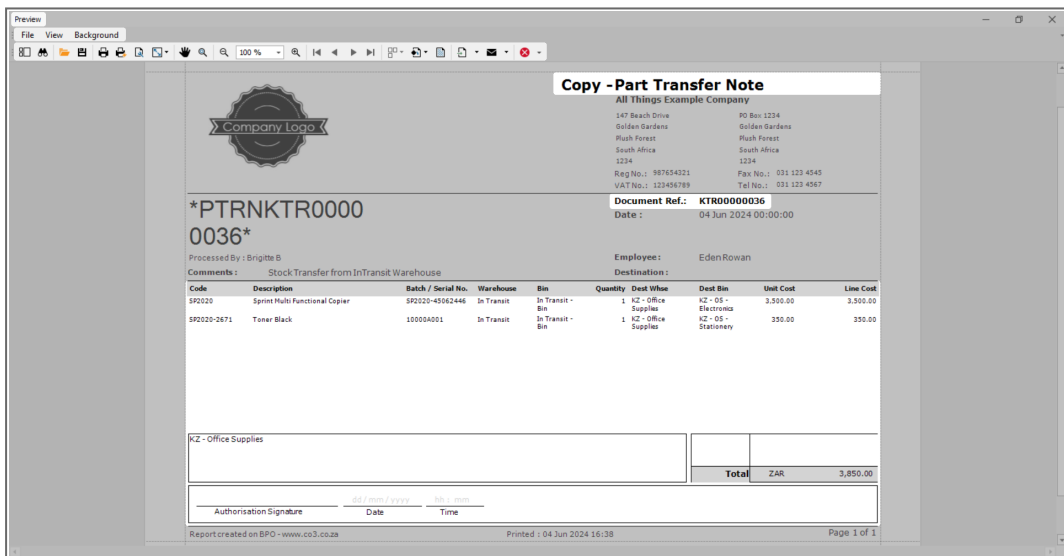 Preview
File View Background
100 %
Copy -Part Transfer Note
All Things Example Company
147 Beach Drive PO Box 1234
Golden Gardens Golden Gardens
Plush Forest Plush Forest
South Africa South Africa
1234 1234
Reg No.: 987654321 Fax No.: 031 123 4545
VAT No.: 123456789 Tel No.: 031 123 4567
Company Logo
*PTRNKTR0000
0036*
Document Ref.: KTR00000036
Date : 04 Jun 2024 00:00:00
Processed By : Brigitte B
Employee: Eden Rowan
Comments : Stock Transfer from InTransit Warehouse Destination :
Code Description Batch / Serial No. Warehouse Bin Quantity Dest Whse Dest Bin Unit Cost Line Cost
SP2020 Sprint Multi Functional Copier SP2020-45062446 In Transit In Transit - 1 KZ - Office KZ - OS - 3,500.00 3,500.00
Bin Supplies Electronics
SP2020-2671 Toner Black 10000A001 In Transit In Transit - 1 KZ - Office KZ - OS - 350.00 350.00
Bin Supplies Stationery
KZ - Office Supplies
Total ZAR 3,850.00
dd / mm / yyyy hh : mm
Authorisation Signature Date Time
Report created on BPO - www.co3.co.za Printed : 04 Jun 2024 16:38 Page 1 of 1